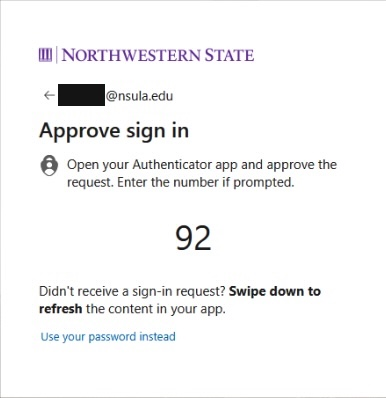 NORTHWESTERN STATE
@nsula.edu
Approve sign in
Open your Authenticator app and approve the
request. Enter the number if prompted.
92
Didn't receive a sign-in request? Swipe down to
refresh the content in your app.
Use your password instead